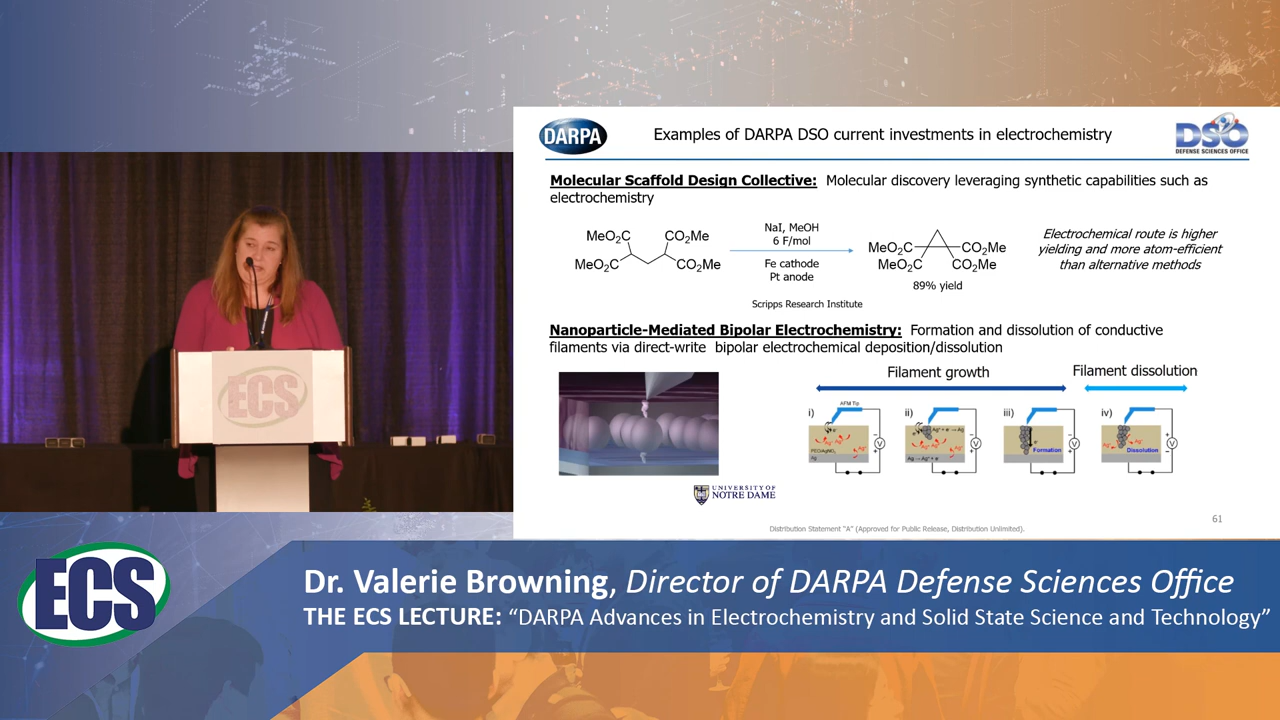 DARPA
Examples of DARPA DSO current investments in electrochemistry
DSO
DEFENSE SCIENCES OFFICE
Molecular Scaffold Design Collective: Molecular discovery leveraging synthetic capabilities such as
electrochemistry
MeO₂C CO₂Me
MeO₂C CO₂Me
NaI, MeOH
6 F/mol
Fe cathode
Pt anode
MeO₂C CO₂Me
MeO₂C CO₂Me
89% yield
Electrochemical route is higher
yielding and more atom-efficient
than alternative methods
Scripps Research Institute
Nanoparticle-Mediated Bipolar Electrochemistry: Formation and dissolution of conductive
filaments via direct-write bipolar electrochemical deposition/dissolution
Filament growth
Filament dissolution
i)
AFM Tip
ii)
iii)
iv)
Formation
Dissolution
UNIVERSITY OF
NOTRE DAME
61
Distribution Statement "A" (Approved for Public Release, Distribution Unlimited).
ECS
ECS
Dr. Valerie Browning, Director of DARPA Defense Sciences Office
THE ECS LECTURE: “DARPA Advances in Electrochemistry and Solid State Science and Technology”